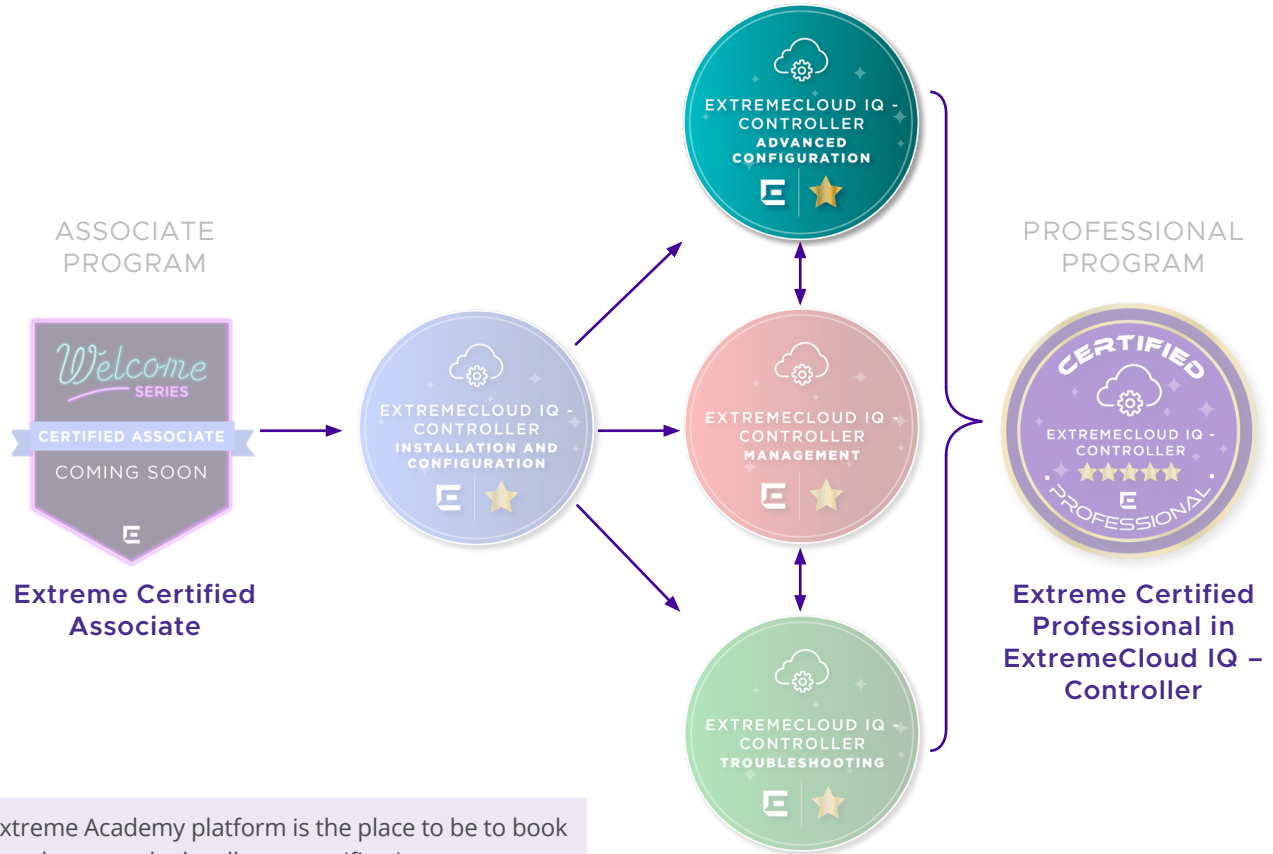 EXTREMECLOUD IQ -
CONTROLLER
ADVANCED
CONFIGURATION
ASSOCIATE
PROGRAM
Welcome
SERIES
CERTIFIED ASSOCIATE
COMING SOON
Extreme Certified
Associate
EXTREMECLOUD IQ -
CONTROLLER
INSTALLATION AND
CONFIGURATION
EXTREMECLOUD IQ -
CONTROLLER
MANAGEMENT
EXTREMECLOUD IQ -
CONTROLLER
TROUBLESHOOTING
PROFESSIONAL
PROGRAM
CERTIFIED
EXTREMECLOUD IQ -
CONTROLLER
PROFESSIONAL
Extreme Certified
Professional in
ExtremeCloud IQ –
Controller
xtreme Academy platform is the place to be to book